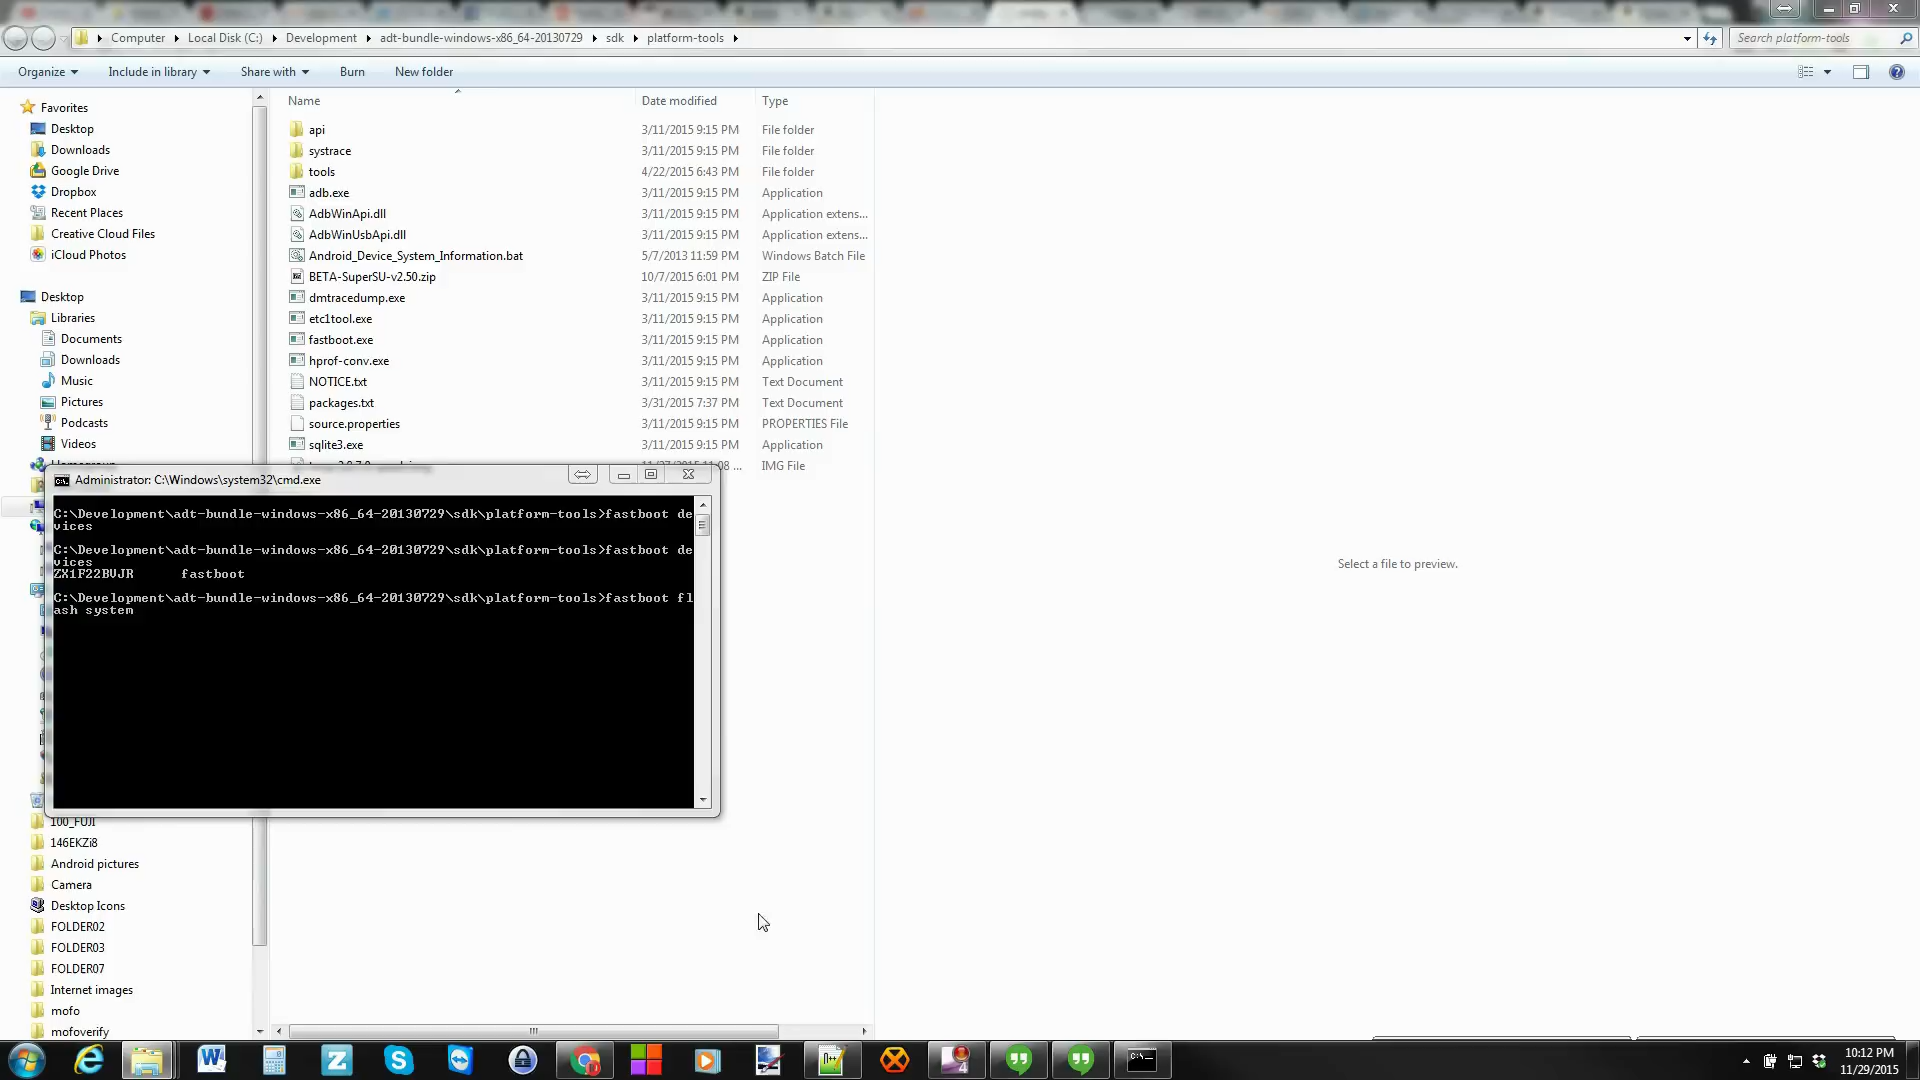 Computer Local Disk (C:) Development adt-bundle-windows-x86_64-20130729 sdk platform-tools Search platform-tools
Organize Include in library Share with Burn New folder
Name Date modified Type
Favorites
Desktop
Downloads
Google Drive
Dropbox
Recent Places
Creative Cloud Files
iCloud Photos
Desktop
Libraries
Documents
Downloads
Music
Pictures
Podcasts
Videos
api 3/11/2015 9:15 PM File folder
systrace 3/11/2015 9:15 PM File folder
tools 4/22/2015 6:43 PM File folder
adb.exe 3/11/2015 9:15 PM Application
AdbWinApi.dll 3/11/2015 9:15 PM Application extens...
AdbWinUsbApi.dll 3/11/2015 9:15 PM Application extens...
Android_Device_System_Information.bat 5/7/2013 11:59 PM Windows Batch File
BETA-SuperSU-v2.50.zip 10/7/2015 6:01 PM ZIP File
dmtracedump.exe 3/11/2015 9:15 PM Application
etc1tool.exe 3/11/2015 9:15 PM Application
fastboot.exe 3/11/2015 9:15 PM Application
hprof-conv.exe 3/11/2015 9:15 PM Application
NOTICE.txt 3/11/2015 9:15 PM Text Document
packages.txt 3/31/2015 7:37 PM Text Document
source.properties 3/11/2015 9:15 PM PROPERTIES File
sqlite3.exe 3/11/2015 9:15 PM Application
IMG File
Administrator: C:\Windows\system32\cmd.exe
C:\Development\adt-bundle-windows-x86_64-20130729\sdk\platform-tools>fastboot de
vices
C:\Development\adt-bundle-windows-x86_64-20130729\sdk\platform-tools>fastboot de
vices
ZX1F22BVJR fastboot
C:\Development\adt-bundle-windows-x86_64-20130729\sdk\platform-tools>fastboot fl
ash system
Select a file to preview.
100_FUJI
146EKZi8
Android pictures
Camera
Desktop Icons
FOLDER02
FOLDER03
FOLDER07
Internet images
mofo
mofoverify
10:12 PM
11/29/2015